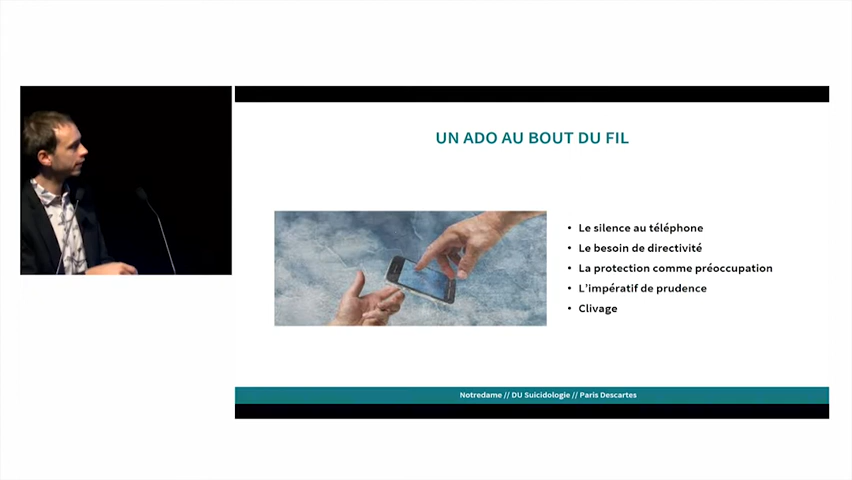 UN ADO AU BOUT DU FIL
• Le silence au téléphone
• Le besoin de directivité
• La protection comme préoccupation
• L'impératif de prudence
• Clivage
Notredame // DU Suicidologie // Paris Descartes